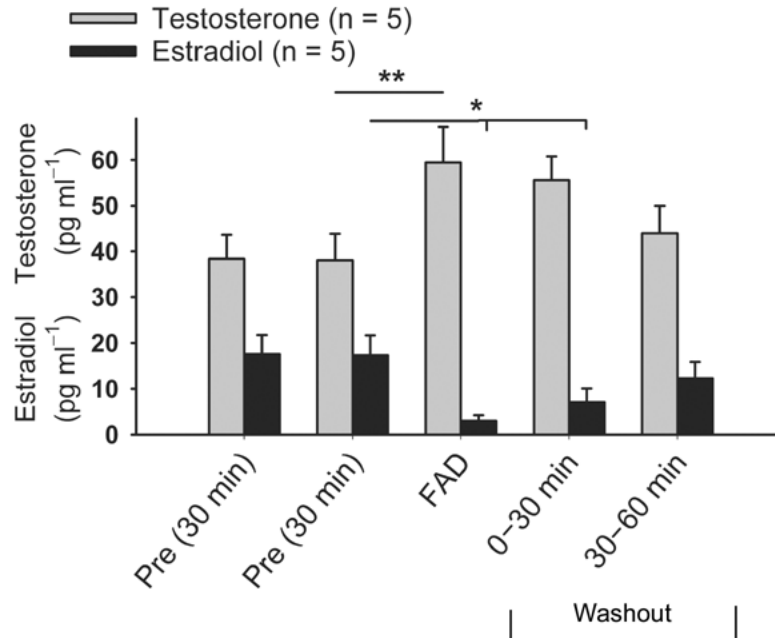 Testosterone (n = 5)
Estradiol (n = 5)
**
*
Testosterone
(pg ml⁻¹)
Estradiol
(pg ml⁻¹)
60
50
40
30
20
10
0
Pre (30 min)
Pre (30 min)
FAD
0–30 min
30–60 min
Washout